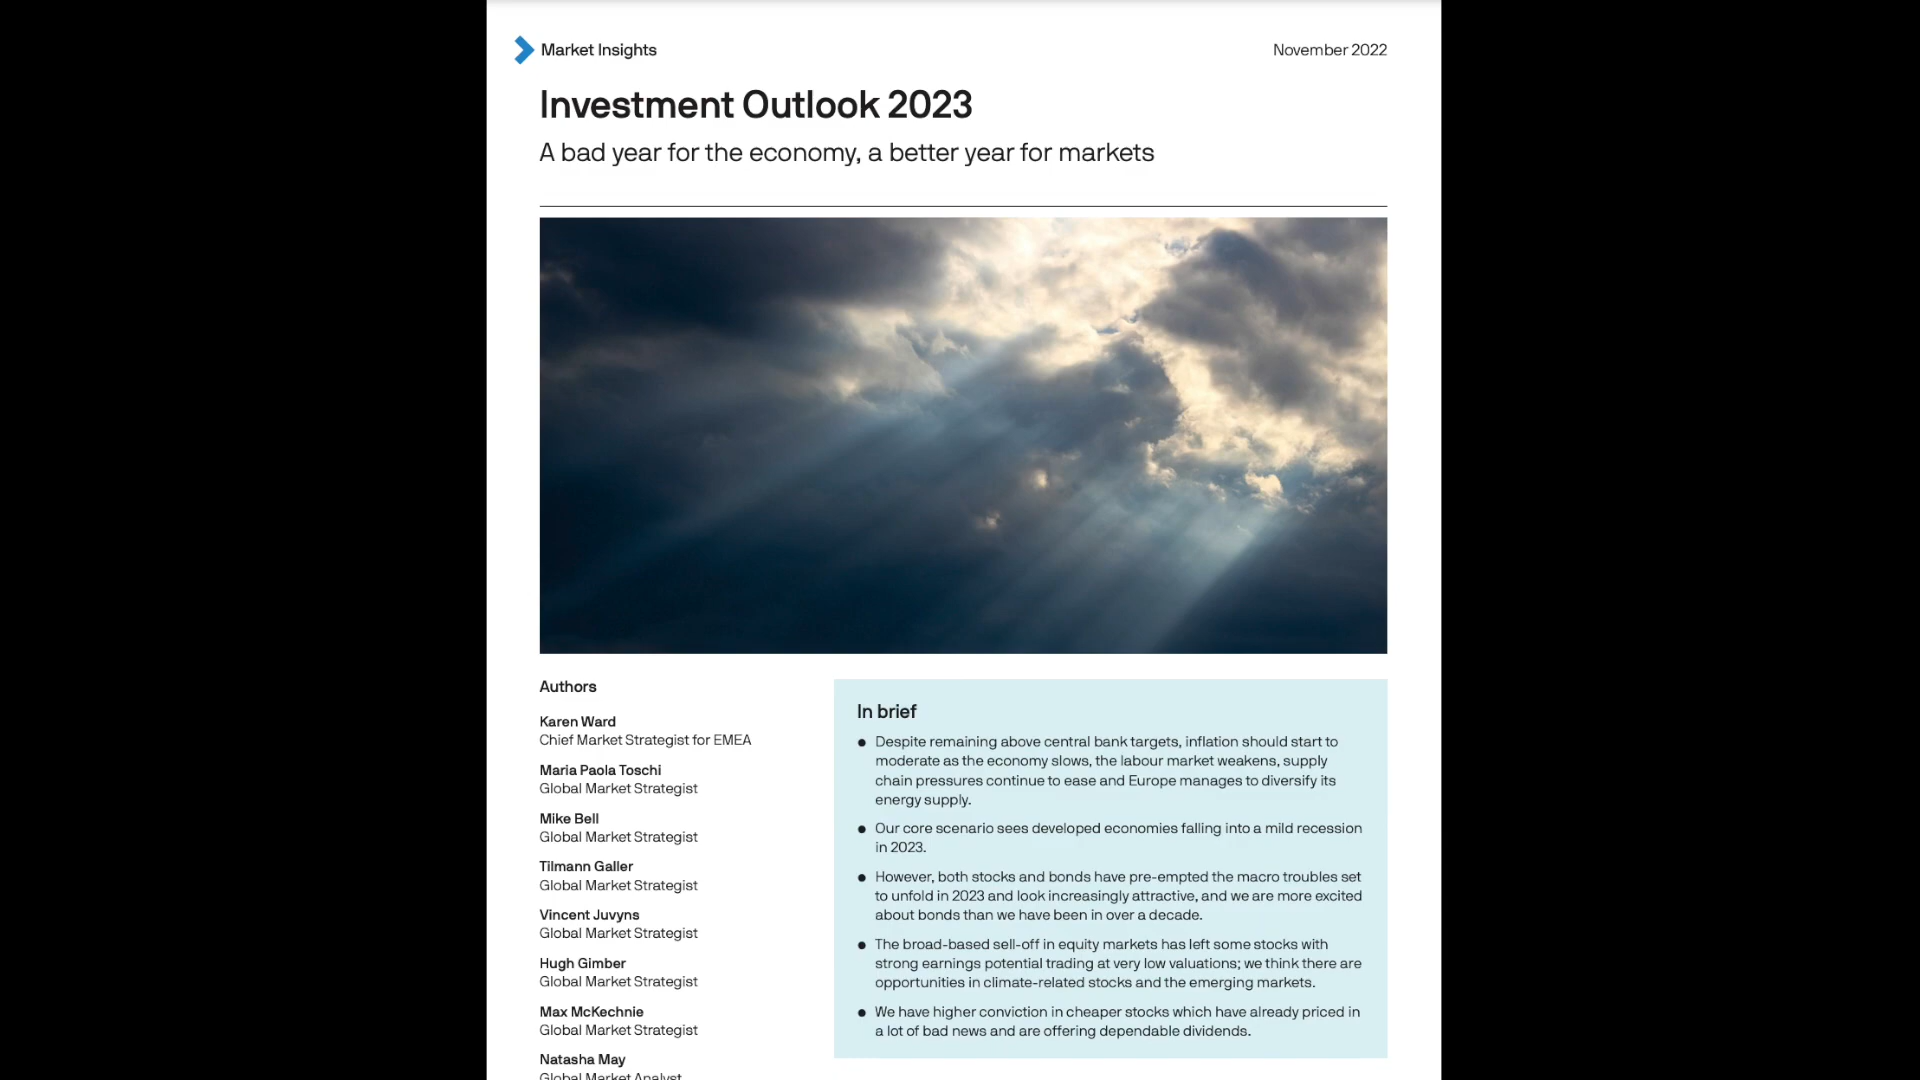 Market Insights
November 2022
Investment Outlook 2023
A bad year for the economy, a better year for markets
Authors
Karen Ward
Chief Market Strategist for EMEA
Maria Paola Toschi
Global Market Strategist
Mike Bell
Global Market Strategist
Tilmann Galler
Global Market Strategist
Vincent Juvyns
Global Market Strategist
Hugh Gimber
Global Market Strategist
Max McKechnie
Global Market Strategist
Natasha May
Global Market Analyst
In brief
● Despite remaining above central bank targets, inflation should start to
moderate as the economy slows, the labour market weakens, supply
chain pressures continue to ease and Europe manages to diversify its
energy supply.
● Our core scenario sees developed economies falling into a mild recession
in 2023.
● However, both stocks and bonds have pre-empted the macro troubles set
to unfold in 2023 and look increasingly attractive, and we are more excited
about bonds than we have been in over a decade.
● The broad-based sell-off in equity markets has left some stocks with
strong earnings potential trading at very low valuations; we think there are
opportunities in climate-related stocks and the emerging markets.
● We have higher conviction in cheaper stocks which have already priced in
a lot of bad news and are offering dependable dividends.